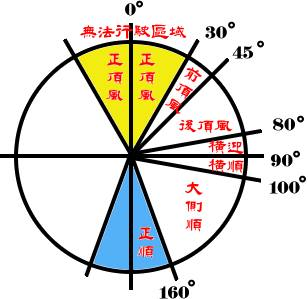 0°
無法行駛區域
30°
45°
正頂風
正頂風
前頂風
後頂風
80°
橫迎
90°
橫順
100°
大側順
正順
160°